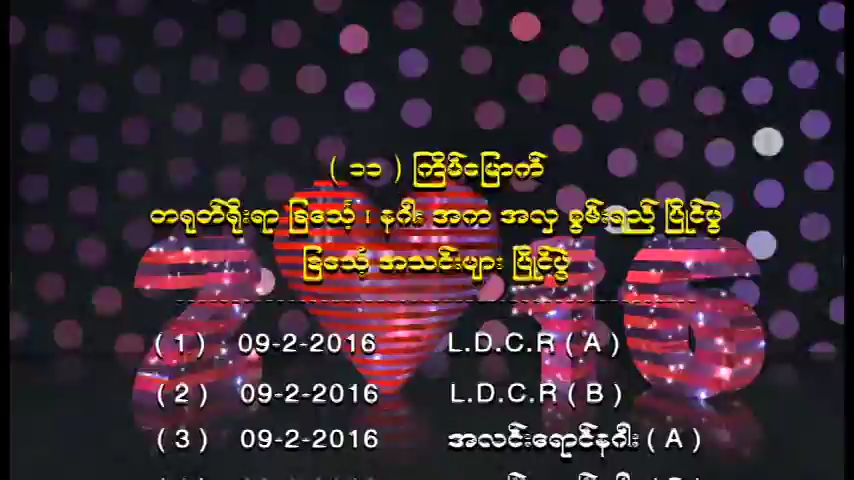 ( ၁၁ ) ကြိမ်မြောက်
တရုတ်ရိုးရာ ခြင်္သေ့ ၊ နဂါး အက အလှ စွမ်းရည် ပြိုင်ပွဲ
ခြင်္သေ့ အသင်းများ ပြိုင်ပွဲ
( 1 ) 09-2-2016 L.D.C.R ( A )
( 2 ) 09-2-2016 L.D.C.R ( B )
( 3 ) 09-2-2016 အလင်းရောင်နဂါး ( A )
2 16